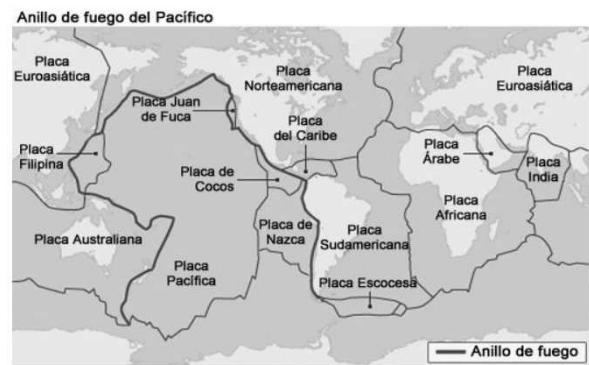 Anillo de fuego del Pacífico
Placa
Euroasiática
Placa
Norteamericana
Placa
Euroasiática
Placa Juan
de Fuca
Placa
del Caribe
Placa
Filipina
Placa
Árabe
Placa
India
Placa de
Cocos
Placa
Africana
Placa Australiana
Placa de
Nazca
Placa
Sudamericana
Placa
Pacífica
Placa Escocesa
Anillo de fuego